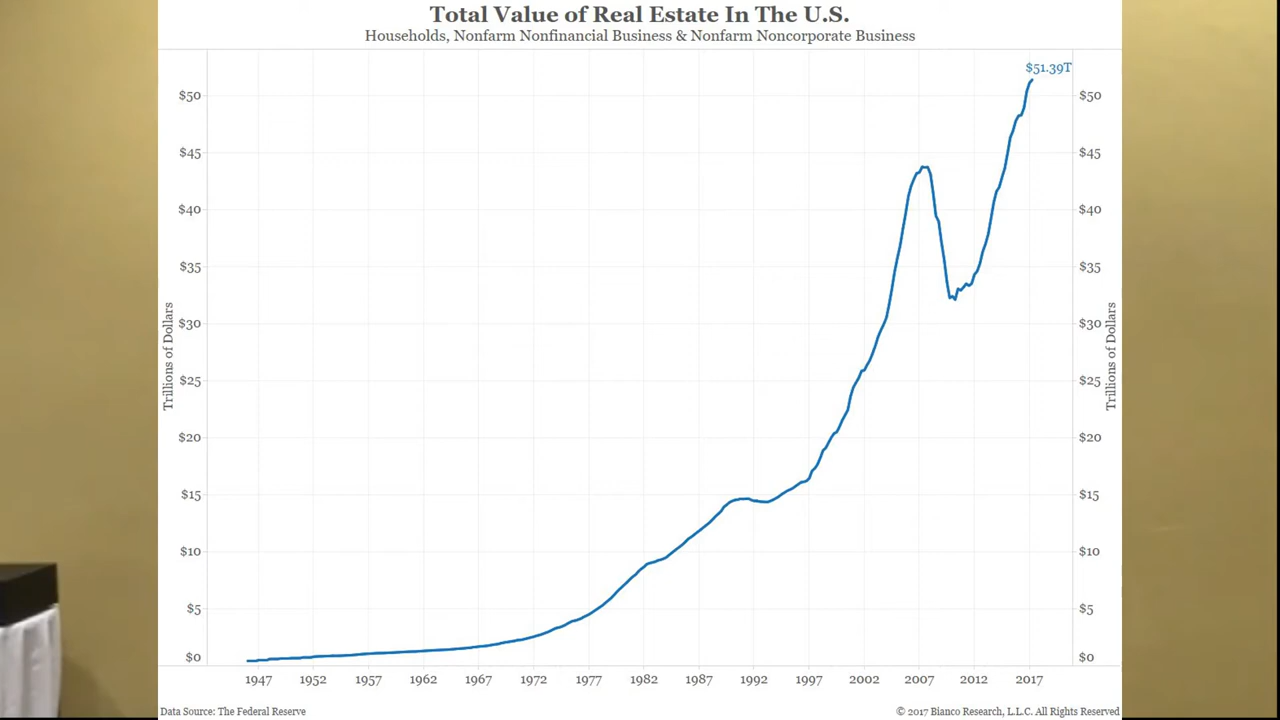 Total Value of Real Estate In The U.S.
Households, Nonfarm Nonfinancial Business & Nonfarm Noncorporate Business
$51.39T
$50 $50
$45 $45
$40 $40
$35 $35
$30 $30
$25 $25
$20 $20
$15 $15
$10 $10
$5 $5
$0 $0
Trillions of Dollars
Trillions of Dollars
1947 1952 1957 1962 1967 1972 1977 1982 1987 1992 1997 2002 2007 2012 2017
Data Source: The Federal Reserve
© 2017 Bianco Research, L.L.C. All Rights Reserved